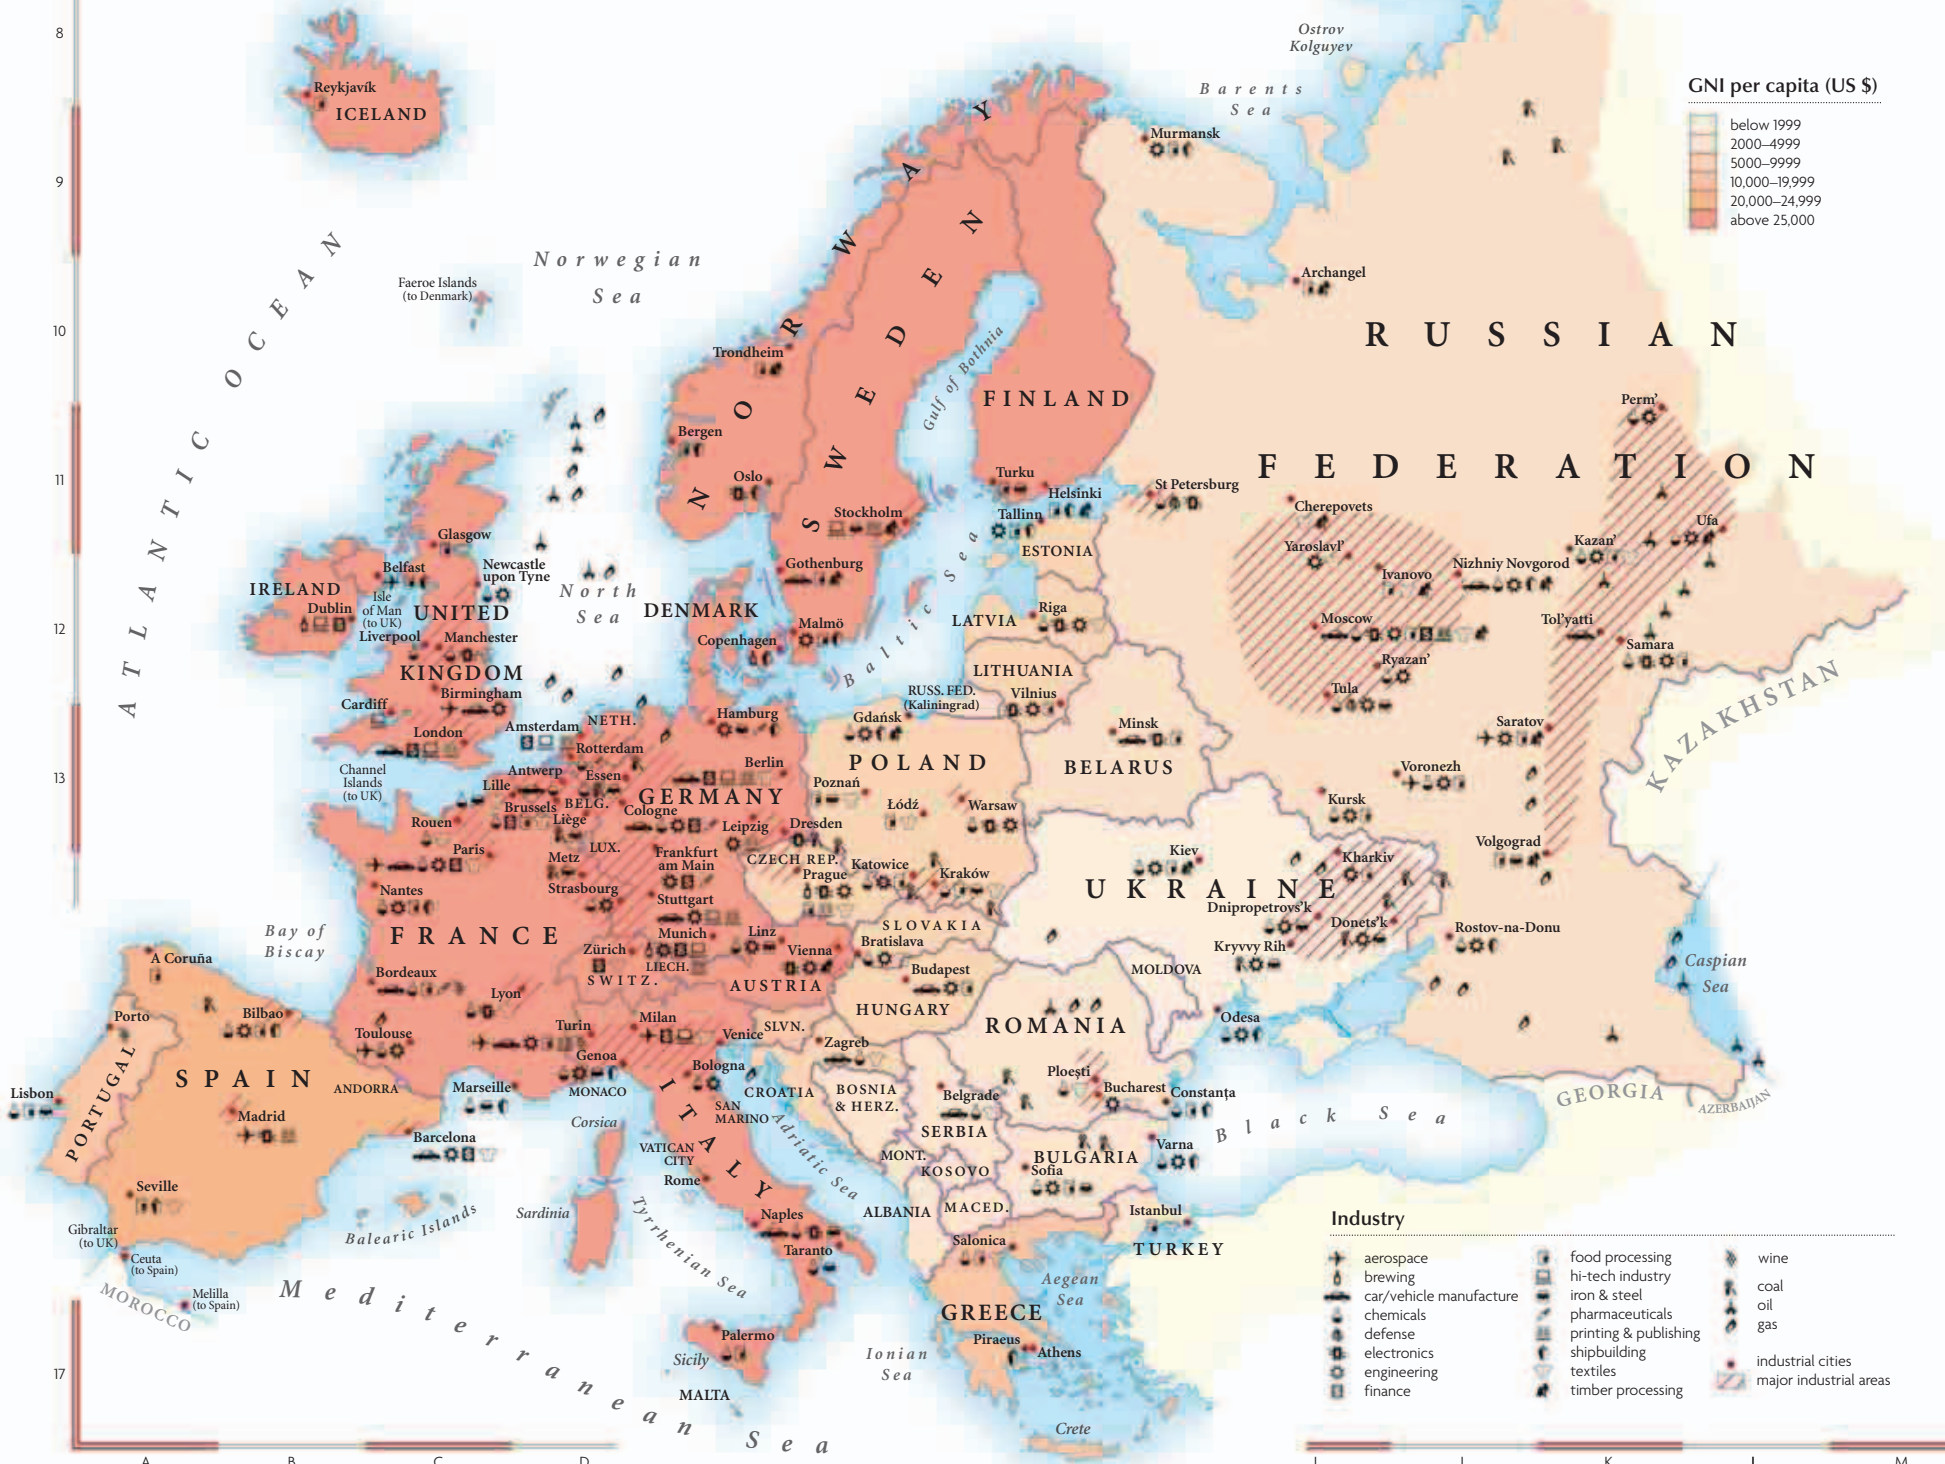 8
9
10
11
12
13
17
A
B
C
D
K
L
M
ATLANTIC OCEAN
Reykjavík
ICELAND
Norwegian
Sea
Faeroe Islands
(to Denmark)
Barents
Sea
Ostrov
Kolguyev
GNI per capita (US $)
below 1999
2000–4999
5000–9999
10,000–19,999
20,000–24,999
above 25,000
NORWAY
SWEDEN
FINLAND
RUSSIAN
FEDERATION
Murmansk
Archangel
Trondheim
Bergen
Oslo
Gulf of Bothnia
Stockholm
Gothenburg
Malmö
Turku
Helsinki
Tallinn
ESTONIA
St Petersburg
Cherepovets
Yaroslavl'
Ivanovo
Nizhniy Novgorod
Moscow
Ryazan'
Tula
Perm'
Ufa
Kazan'
Tol'yatti
Samara
Saratov
Voronezh
Kursk
Volgograd
Rostov-na-Donu
KAZAKHSTAN
Caspian
Sea
GEORGIA
AZERBAIJAN
Glasgow
Belfast
Newcastle
upon Tyne
IRELAND
Dublin
Isle
of Man
(to UK)
UNITED
KINGDOM
Liverpool
Manchester
Birmingham
Cardiff
London
Channel
Islands
(to UK)
North
Sea
DENMARK
Copenhagen
Baltic Sea
LATVIA
Riga
LITHUANIA
Vilnius
RUSS. FED.
(Kaliningrad)
Minsk
BELARUS
Gdańsk
POLAND
Poznań
Łódź
Warsaw
Katowice
Kraków
Amsterdam
NETH.
Rotterdam
Antwerp
Essen
Lille
Brussels
BELG.
Liège
Cologne
LUX.
Hamburg
Berlin
GERMANY
Leipzig
Dresden
Frankfurt
am Main
Stuttgart
Munich
CZECH REP.
Prague
Rouen
Paris
Metz
Strasbourg
Nantes
FRANCE
Bay of
Biscay
Bordeaux
Lyon
Toulouse
Marseille
Zürich
LIECH.
SWITZ.
Linz
Vienna
AUSTRIA
SLOVAKIA
Bratislava
Budapest
HUNGARY
UKRAINE
Kiev
Kharkiv
Dnipropetrovs'k
Donets'k
Kryvvy Rih
Odesa
MOLDOVA
ROMANIA
Ploești
Bucharest
Constanța
A Coruña
Bilbao
Porto
PORTUGAL
Lisbon
SPAIN
Madrid
ANDORRA
Barcelona
Seville
Gibraltar
(to UK)
Ceuta
(to Spain)
Melilla
(to Spain)
MOROCCO
Balearic Islands
Turin
Milan
Venice
Genoa
MONACO
Bologna
SAN
MARINO
Corsica
VATICAN
CITY
Rome
ITALY
Sardinia
Tyrrhenian Sea
Naples
Taranto
Palermo
Sicily
MALTA
Mediterranean Sea
SLVN.
Zagreb
CROATIA
Adriatic Sea
BOSNIA
& HERZ.
Belgrade
SERBIA
MONT.
KOSOVO
ALBANIA
MACED.
BULGARIA
Sofia
Varna
Black Sea
Istanbul
TURKEY
Salonica
GREECE
Aegean
Sea
Piraeus
Athens
Ionian
Sea
Crete
Industry
aerospace
brewing
car/vehicle manufacture
chemicals
defense
electronics
engineering
finance
food processing
hi-tech industry
iron & steel
pharmaceuticals
printing & publishing
shipbuilding
textiles
timber processing
wine
coal
oil
gas
industrial cities
major industrial areas